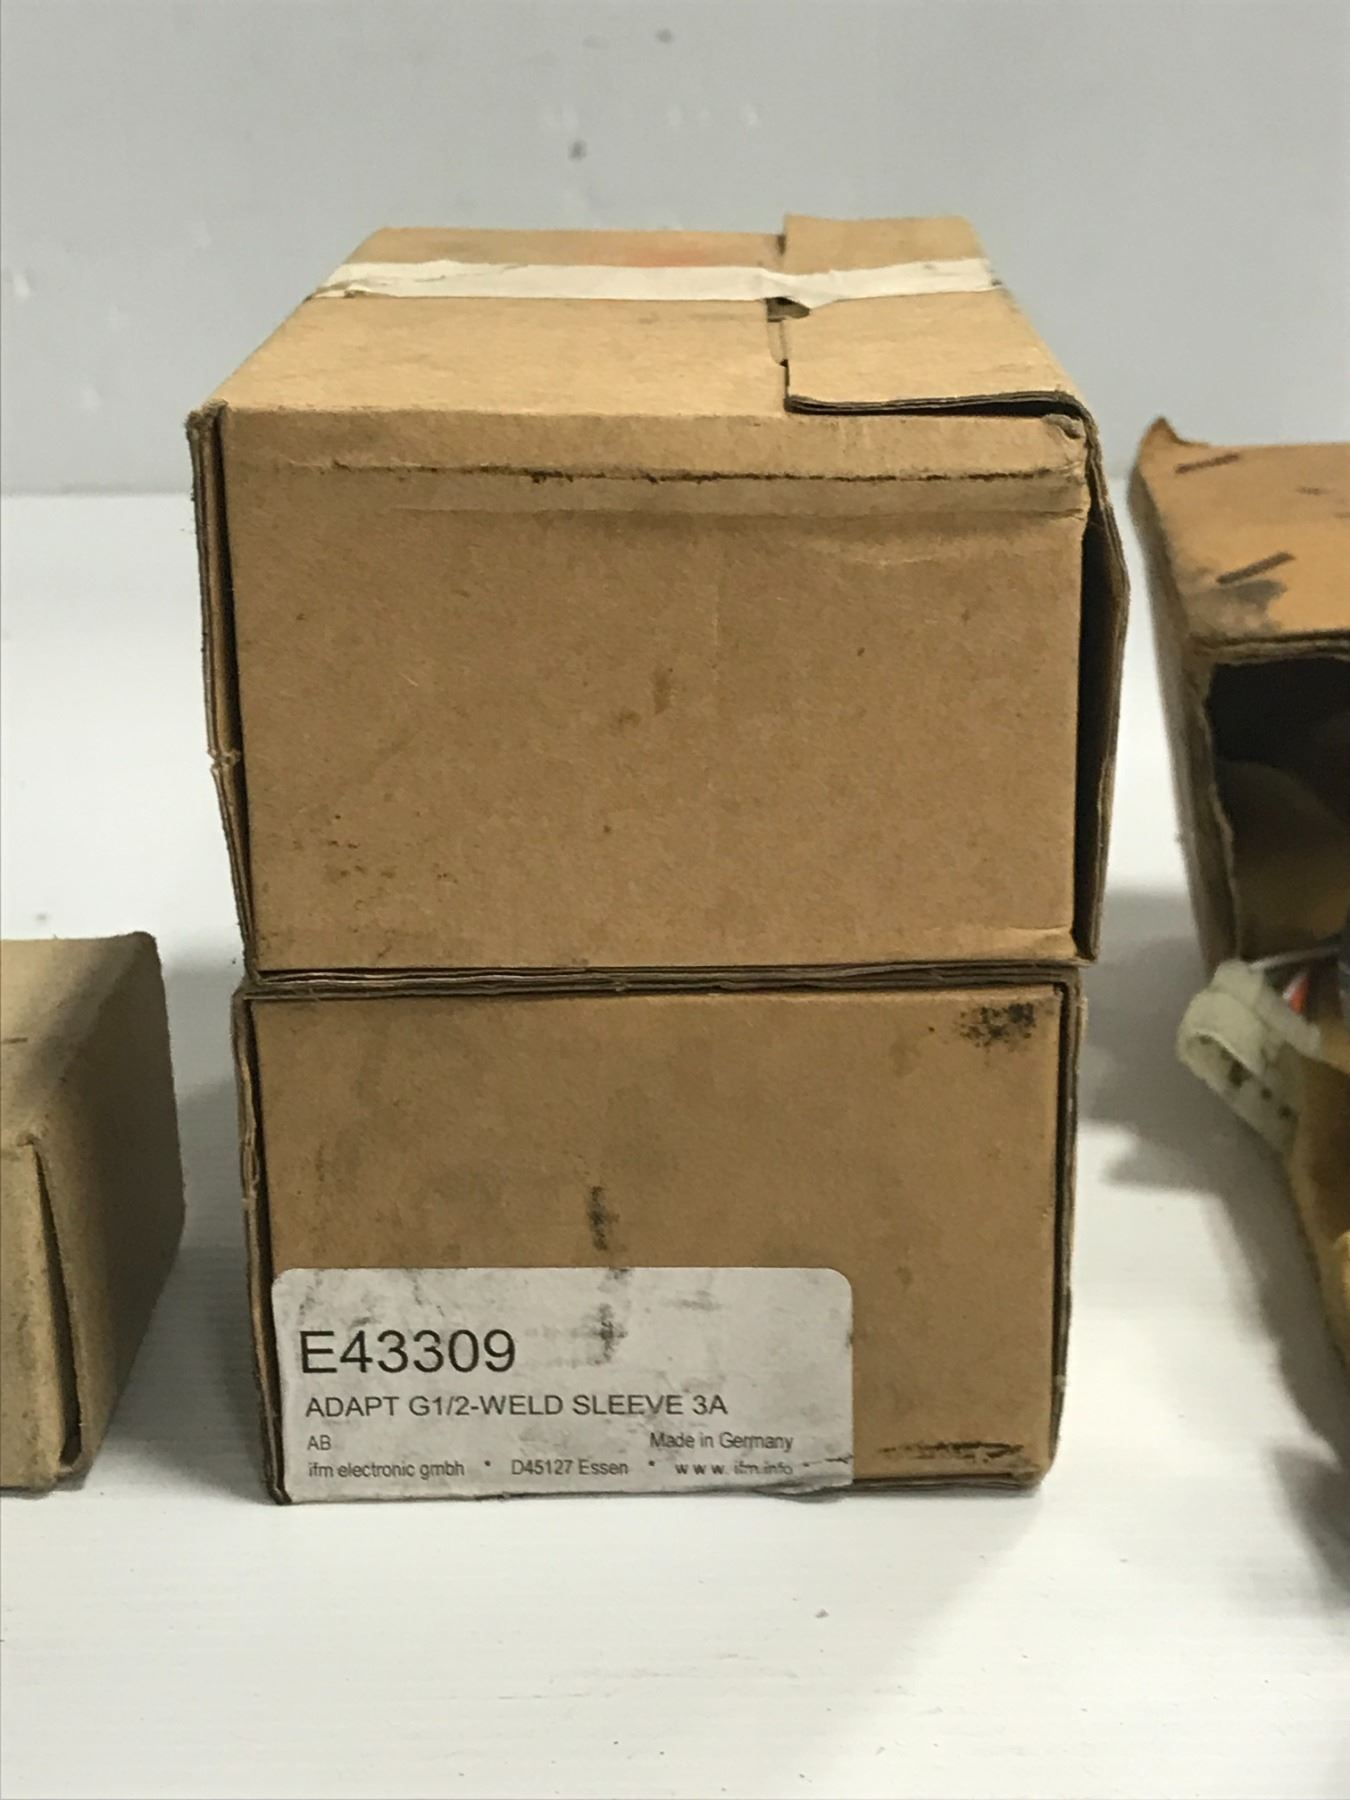 E43309
ADAPT G1/2-WELD SLEEVE 3A
AB Made in Germany
ifm electronic gmbh • D45127 Essen • www.ifm.info •